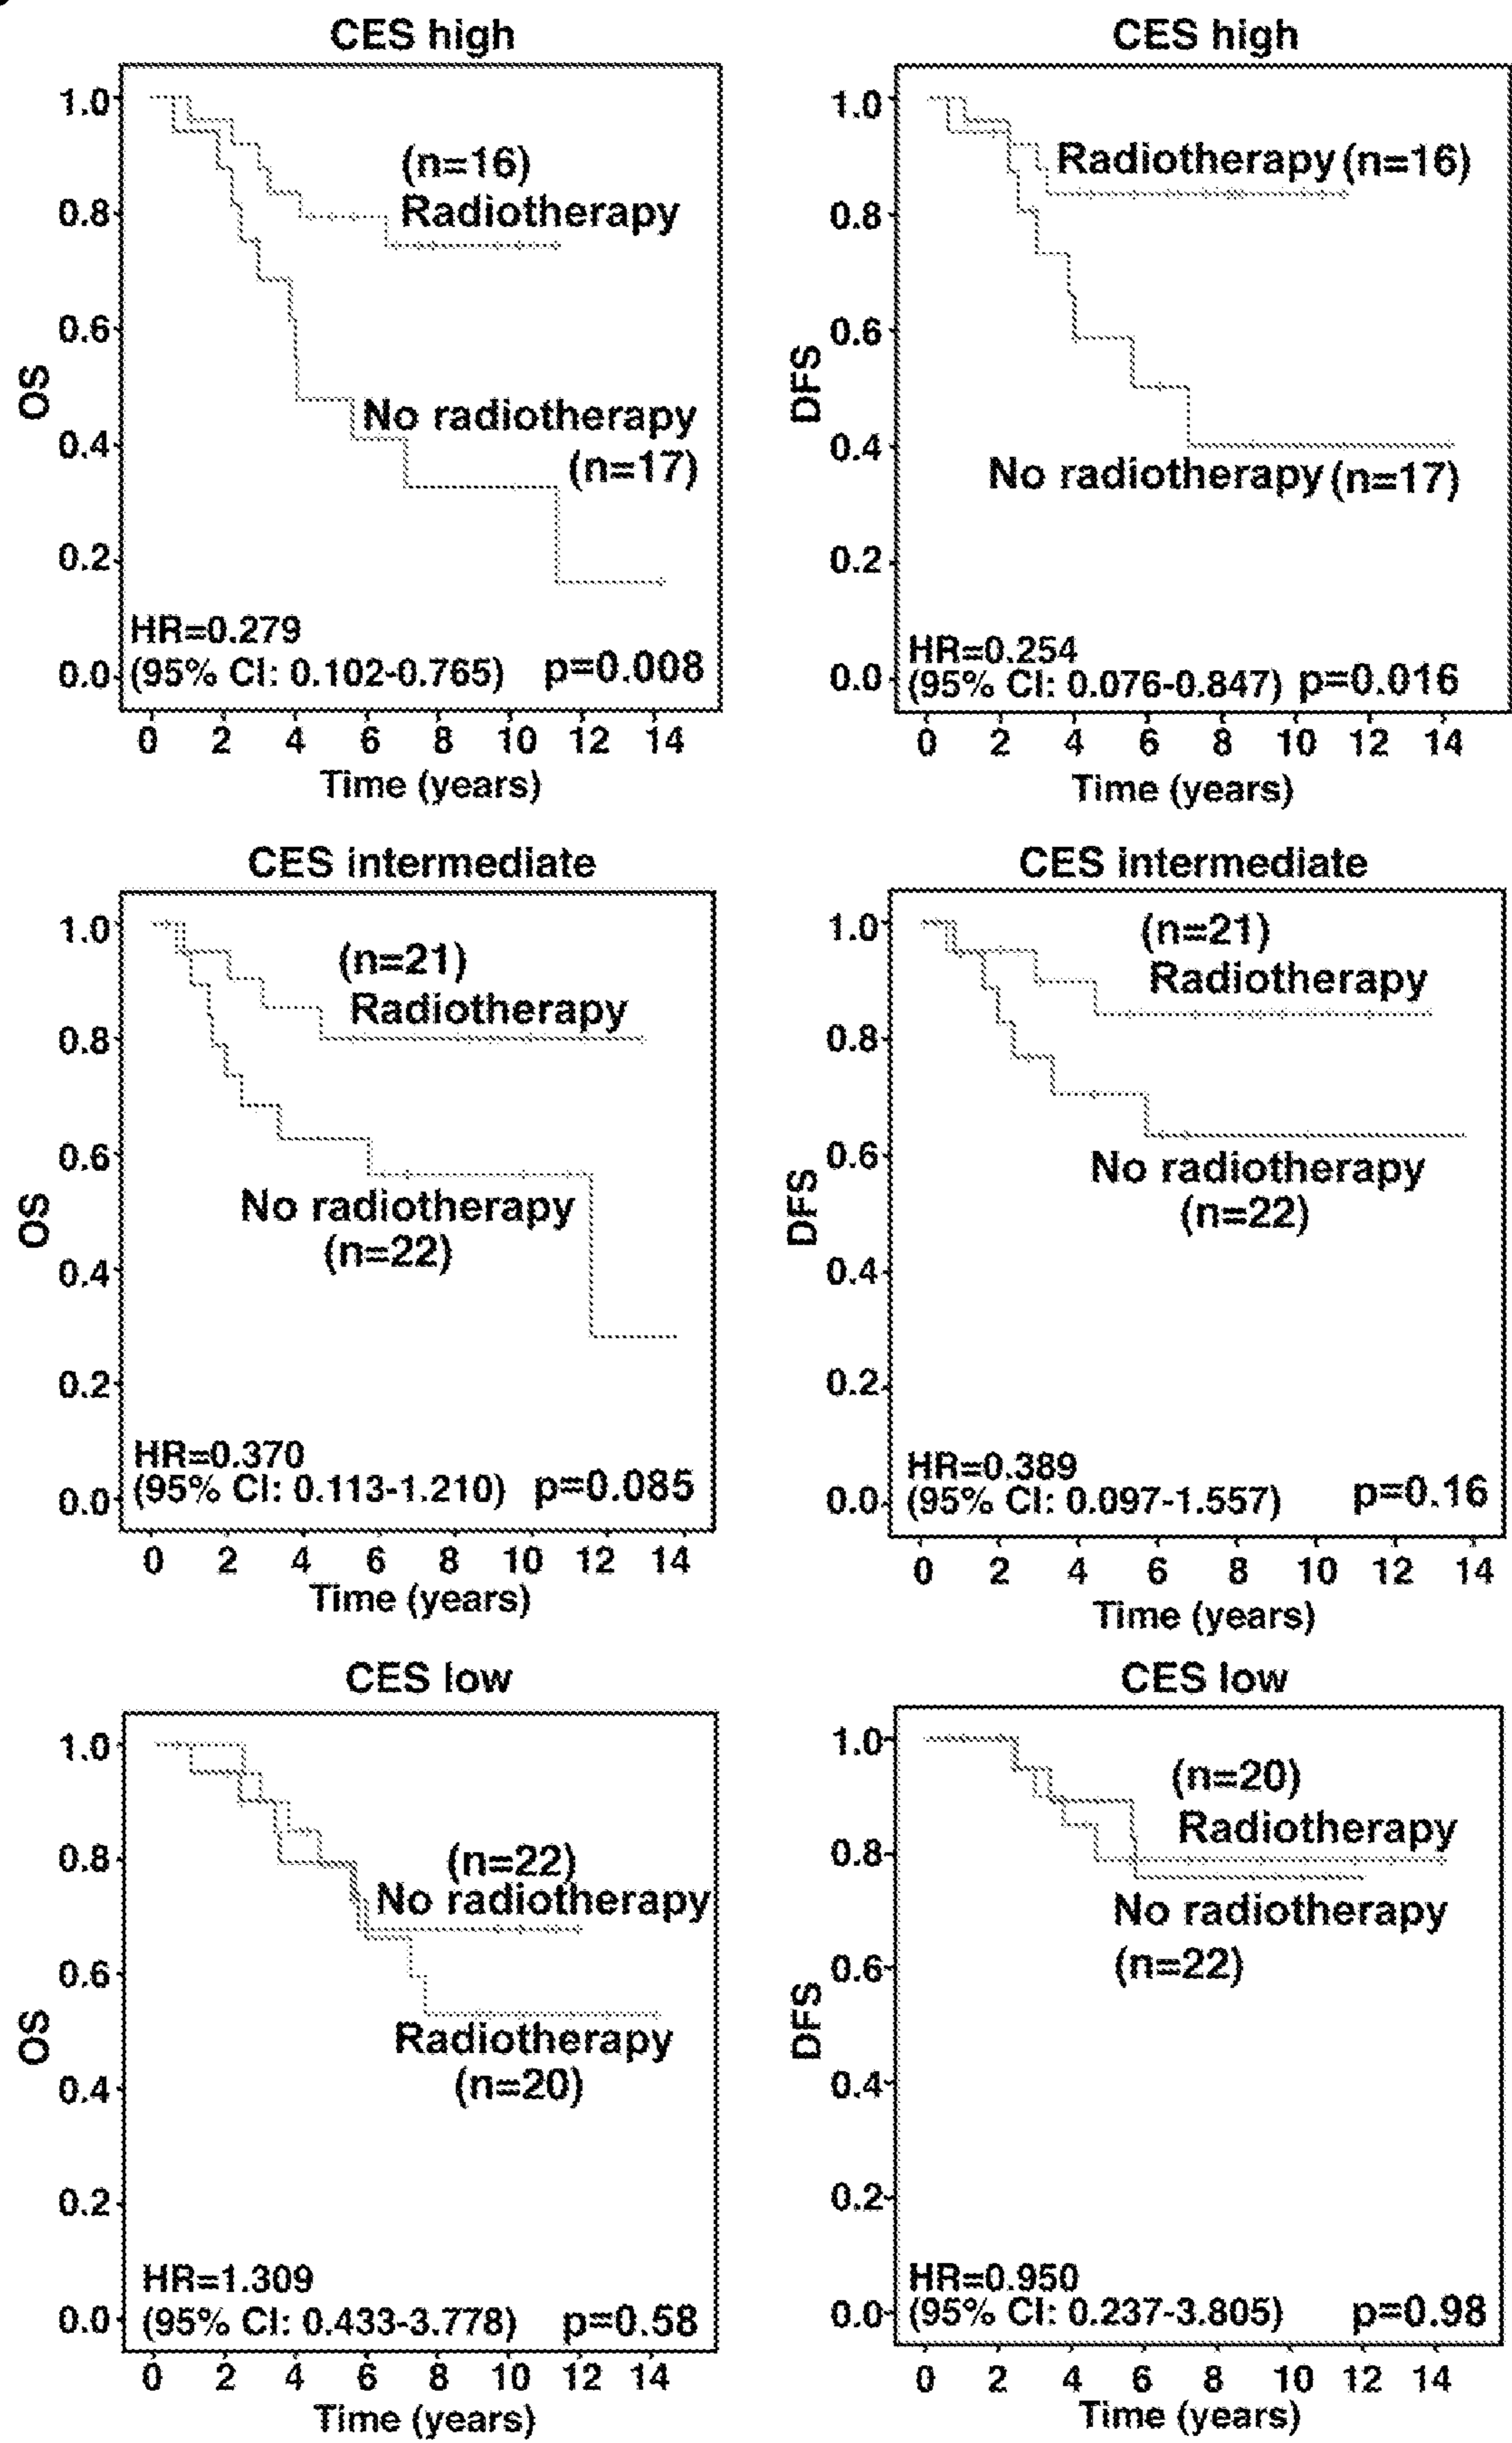 CES high
1.0
0.8
0.6
0.4
0.2
0.0
OS
(n=16)
Radiotherapy
No radiotherapy
(n=17)
HR=0.279
(95% CI: 0.102-0.765) p=0.008
0 2 4 6 8 10 12 14
Time (years)
CES high
1.0
0.8
0.6
0.4
0.2
0.0
DFS
Radiotherapy (n=16)
No radiotherapy (n=17)
HR=0.254
(95% CI: 0.076-0.847) p=0.016
0 2 4 6 8 10 12 14
Time (years)
CES intermediate
1.0
0.8
0.6
0.4
0.2
0.0
OS
(n=21)
Radiotherapy
No radiotherapy
(n=22)
HR=0.370
(95% CI: 0.113-1.210) p=0.085
0 2 4 6 8 10 12 14
Time (years)
CES intermediate
1.0
0.8
0.6
0.4
0.2
0.0
DFS
(n=21)
Radiotherapy
No radiotherapy
(n=22)
HR=0.389
(95% CI: 0.097-1.557) p=0.16
0 2 4 6 8 10 12 14
Time (years)
CES low
1.0
0.8
0.6
0.4
0.2
0.0
OS
(n=22)
No radiotherapy
Radiotherapy
(n=20)
HR=1.309
(95% CI: 0.433-3.778) p=0.58
0 2 4 6 8 10 12 14
Time (years)
CES low
1.0
0.8
0.6
0.4
0.2
0.0
DFS
(n=20)
Radiotherapy
No radiotherapy
(n=22)
HR=0.950
(95% CI: 0.237-3.805) p=0.98
0 2 4 6 8 10 12 14
Time (years)